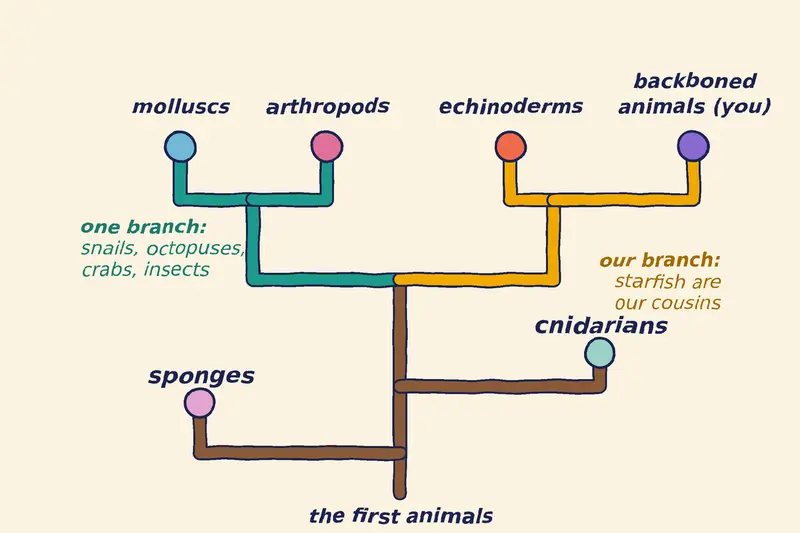 backboned
animals (you)
molluscs
arthropods
echinoderms
one branch:
snails, octopuses,
crabs, insects
our branch:
starfish are
our cousins
cnidarians
sponges
the first animals